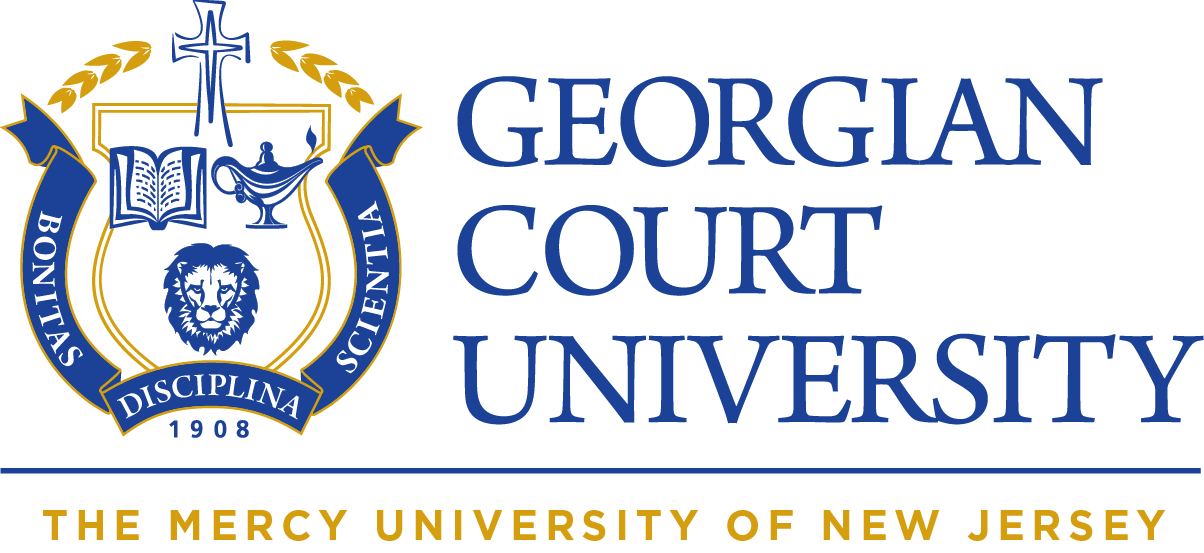 BONITAS
DISCIPLINA
SCIENTIA
1908
GEORGIAN
COURT
UNIVERSITY
THE MERCY UNIVERSITY OF NEW JERSEY